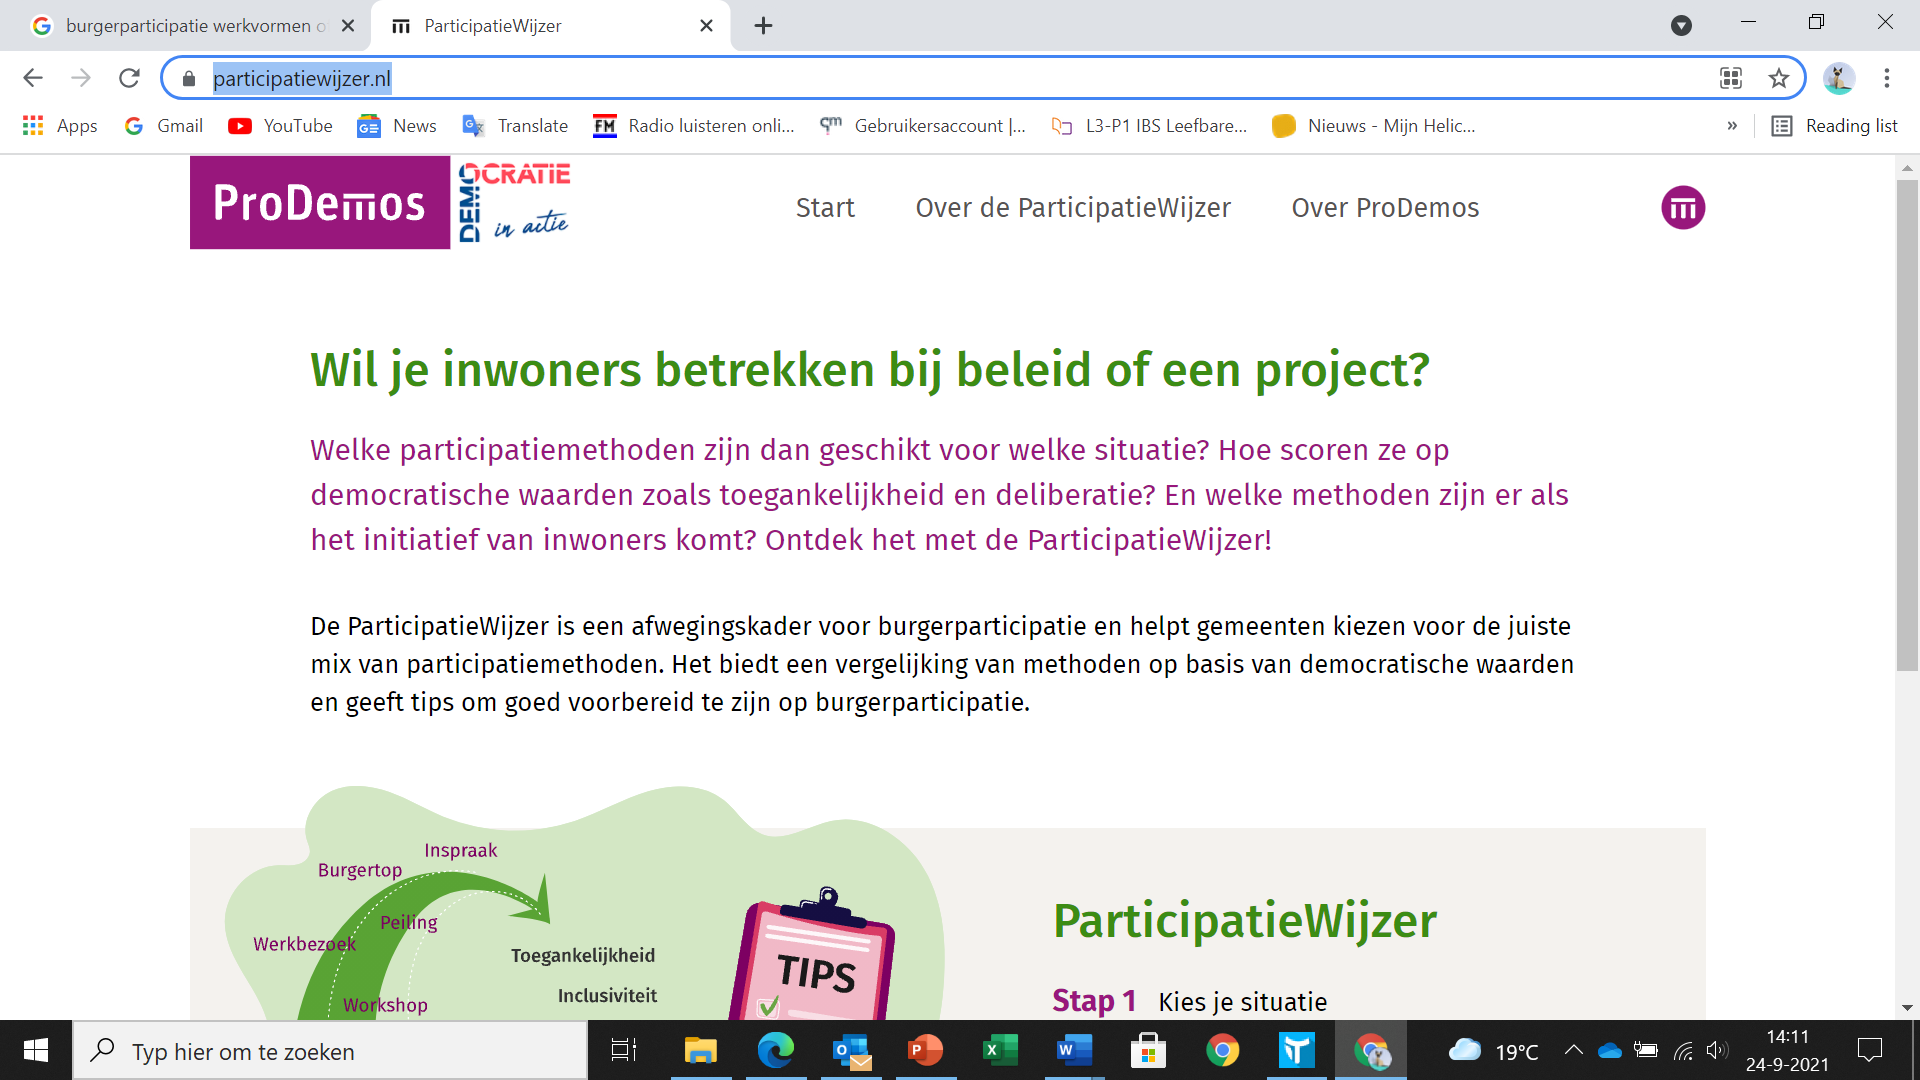 burgerparticipatie werkvormen o
ParticipatieWijzer
participatiewijzer.nl
Apps
Gmail
YouTube
News
Translate
Radio luisteren onli...
Gebruikersaccount |...
L3-P1 IBS Leefbare...
Nieuws - Mijn Helic...
»
Reading list
ProDemos
DEMOCRATIE
in actie
Start
Over de ParticipatieWijzer
Over ProDemos
Wil je inwoners betrekken bij beleid of een project?
Welke participatiemethoden zijn dan geschikt voor welke situatie? Hoe scoren ze op
democratische waarden zoals toegankelijkheid en deliberatie? En welke methoden zijn er als
het initiatief van inwoners komt? Ontdek het met de ParticipatieWijzer!
De ParticipatieWijzer is een afwegingskader voor burgerparticipatie en helpt gemeenten kiezen voor de juiste
mix van participatiemethoden. Het biedt een vergelijking van methoden op basis van democratische waarden
en geeft tips om goed voorbereid te zijn op burgerparticipatie.
Inspraak
Burgertop
Peiling
Werkbezoek
Workshop
Toegankelijkheid
Inclusiviteit
TIPS
ParticipatieWijzer
Stap 1 Kies je situatie
Typ hier om te zoeken
19°C
14:11
24-9-2021